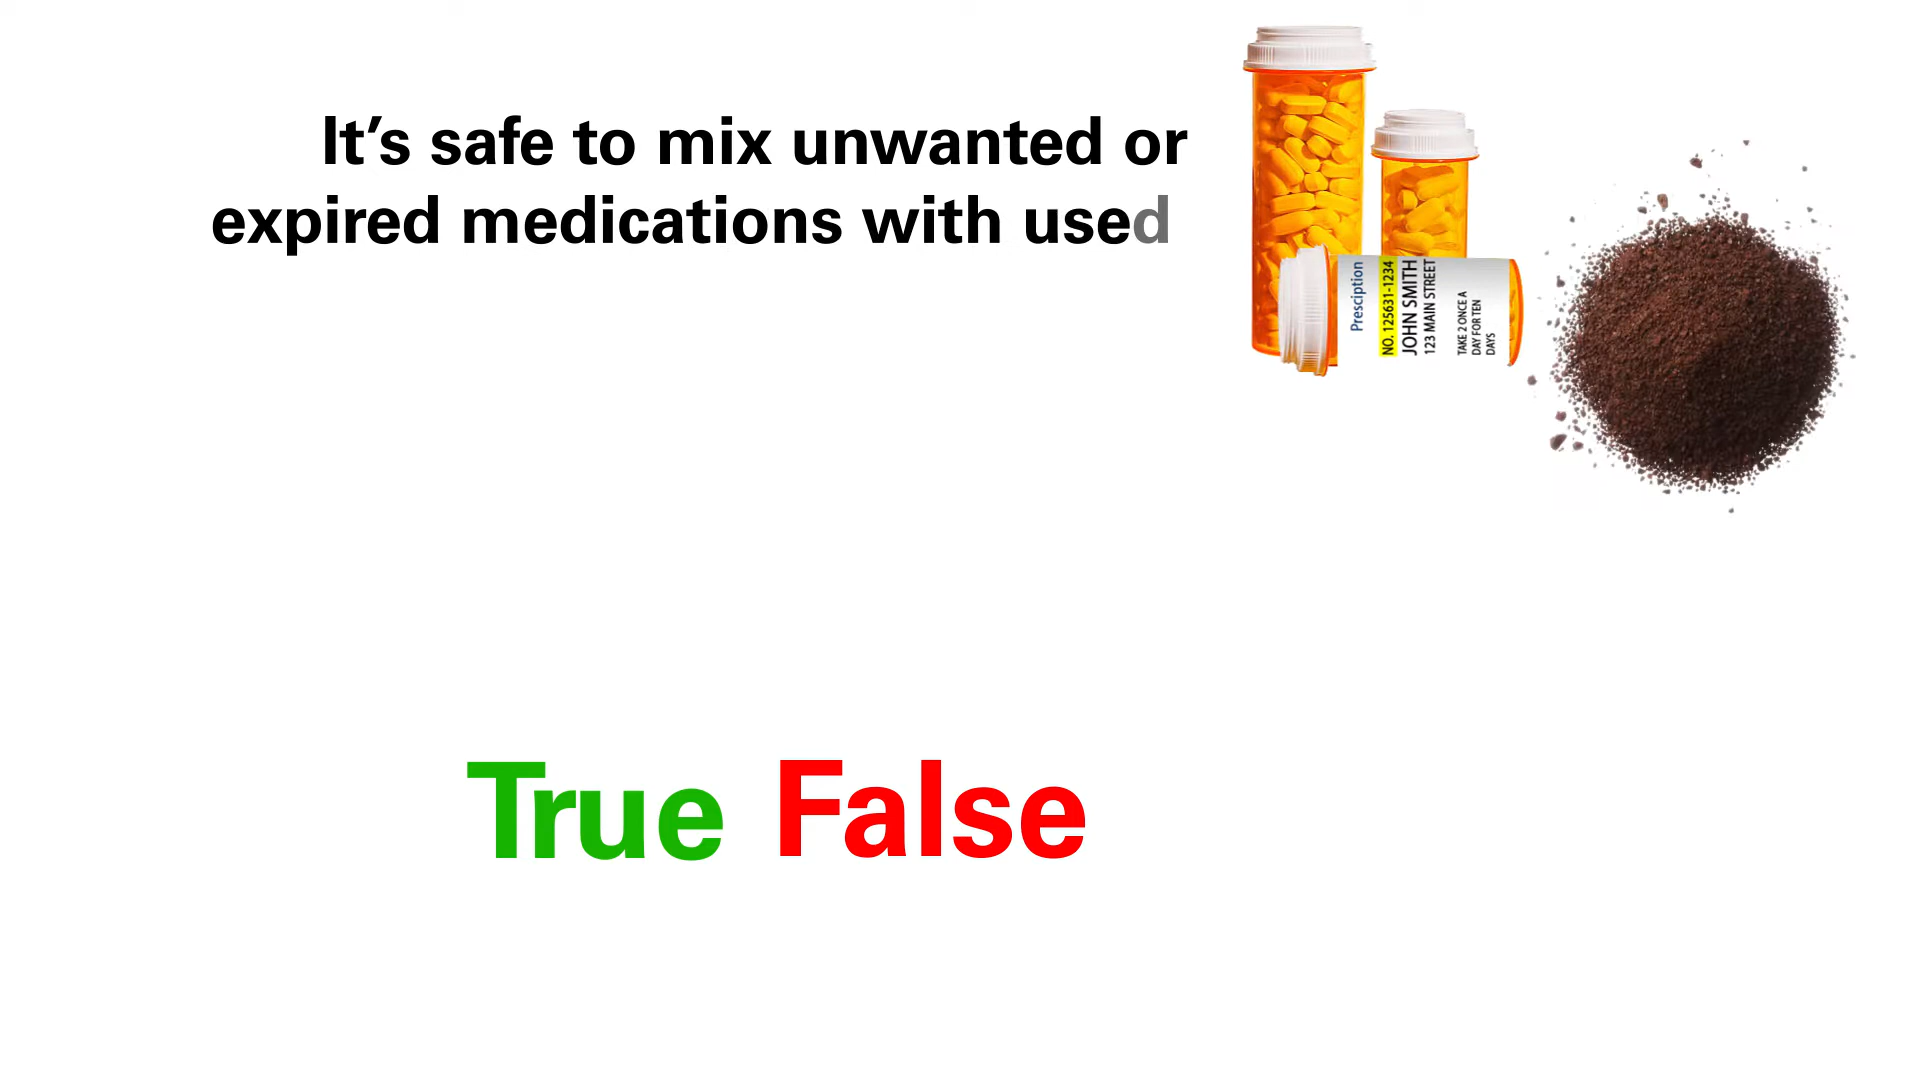 It’s safe to mix unwanted or
expired medications with used
Presciption
NO. 125631-1234
JOHN SMITH
123 MAIN STREET
TAKE 2 ONCE A
DAY FOR TEN
DAYS
True False